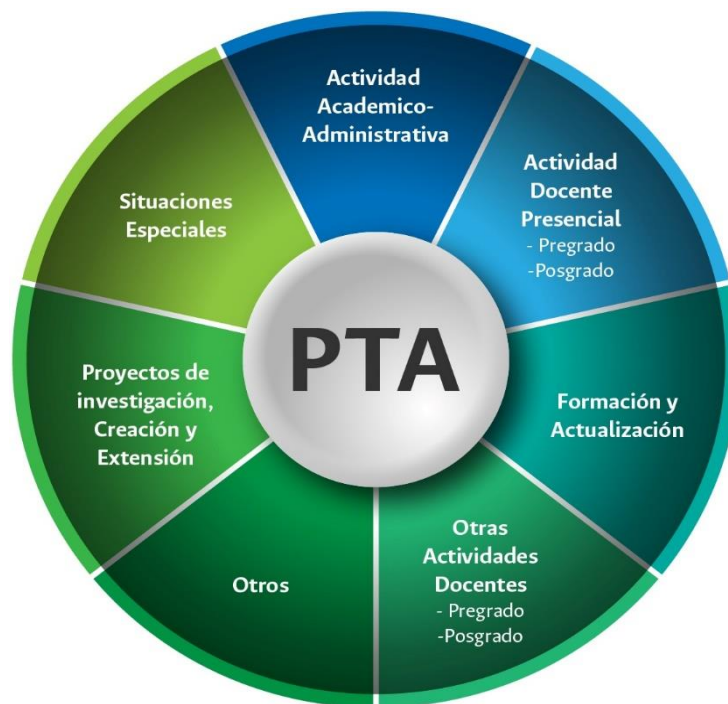 Actividad
Academico-
Administrativa
Actividad
Docente
Presencial
- Pregrado
-Posgrado
Formación y
Actualización
Otras
Actividades
Docentes
- Pregrado
-Posgrado
Otros
Proyectos de
investigación,
Creación y
Extensión
Situaciones
Especiales
PTA